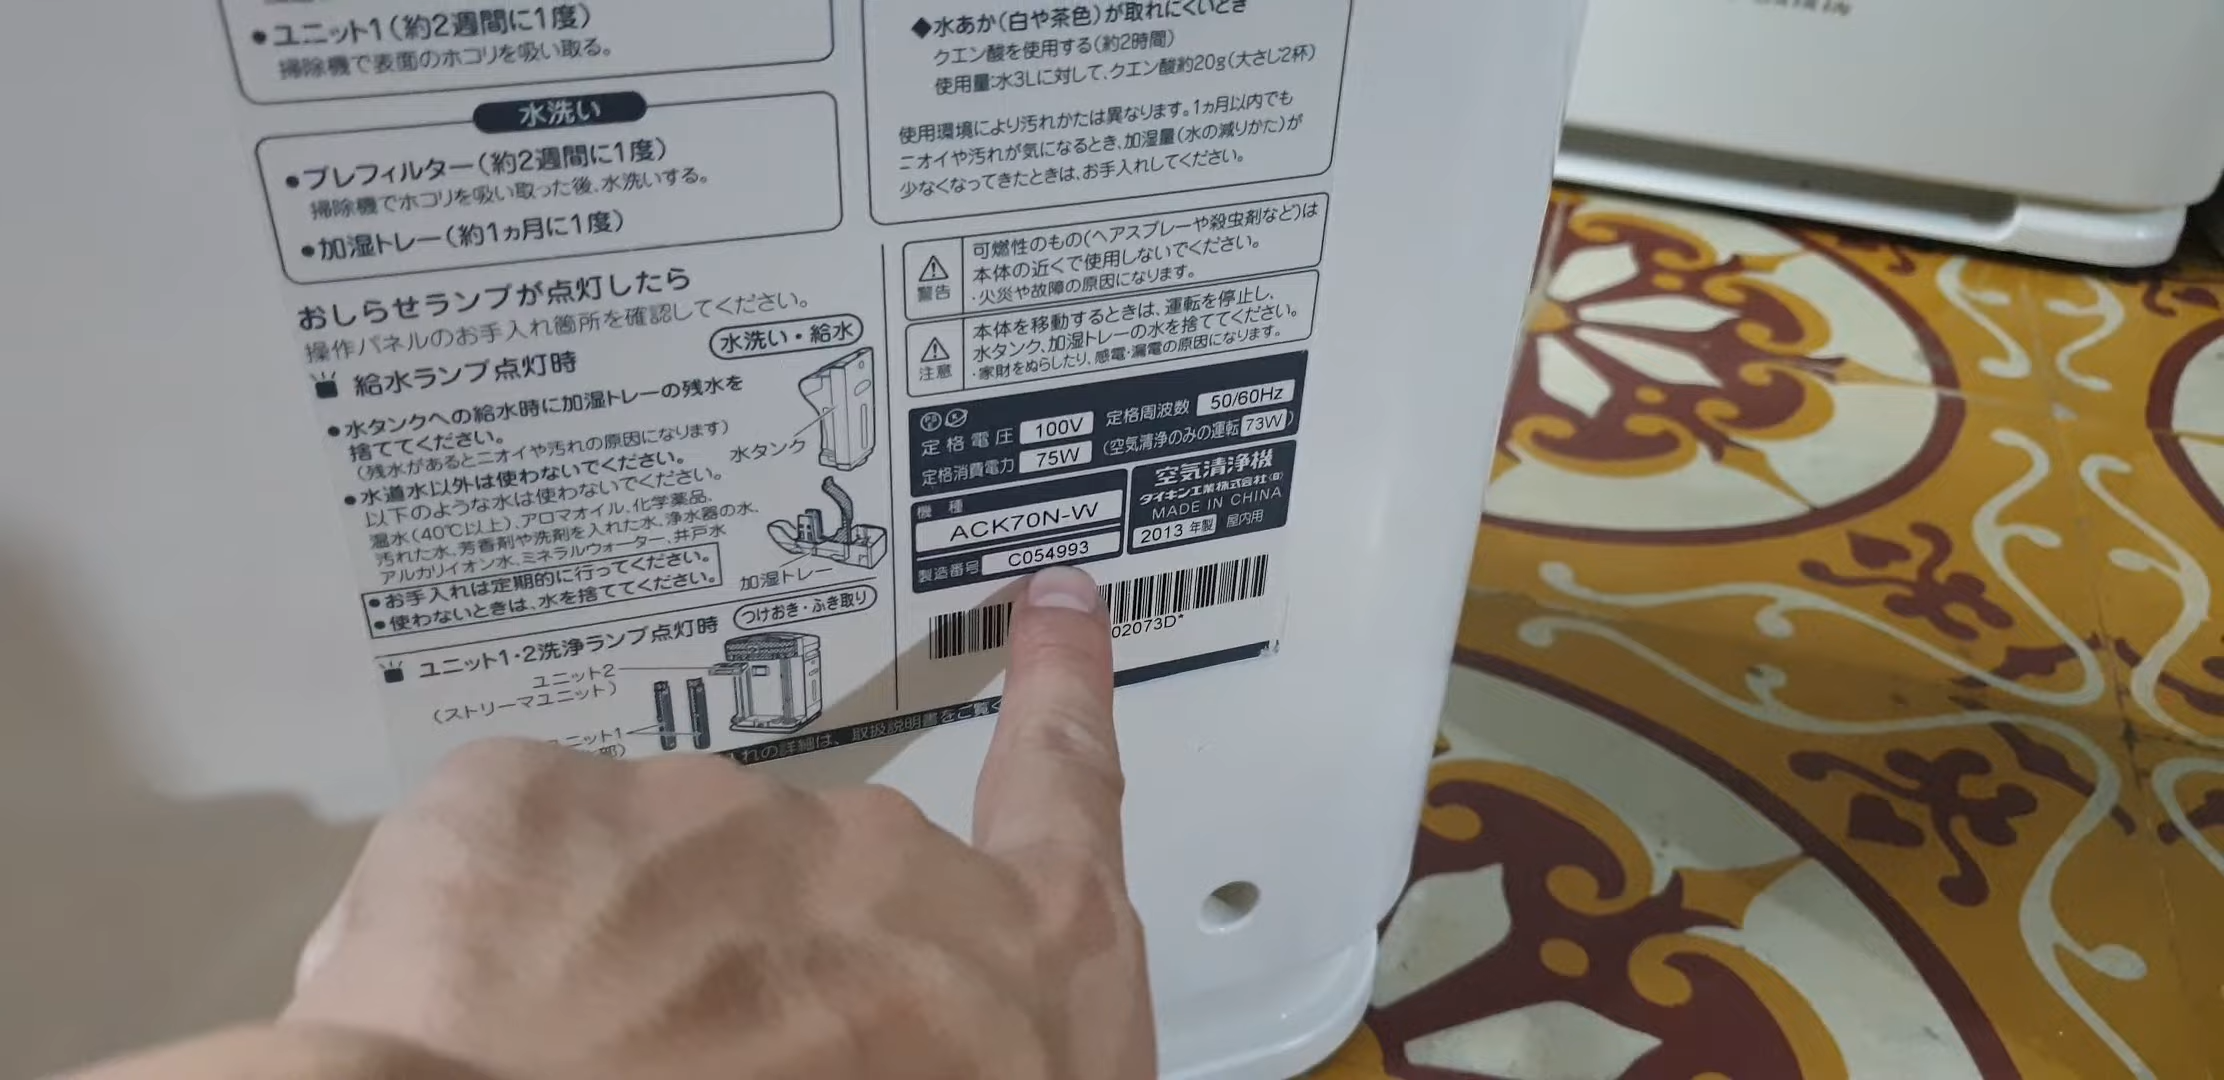 ●ユニット1(約2週間に1度)
掃除機で表面のホコリを吸い取る。
水洗い
●プレフィルター(約2週間に1度)
掃除機でホコリを吸い取った後、水洗いする。
●加湿トレー(約1ヵ月に1度)
おしらせランプが点灯したら
操作パネルのお手入れ箇所を確認してください。
給水ランプ点灯時
水洗い・給水
●水タンクへの給水時に加湿トレーの残水を
捨ててください。
(残水があるとニオイや汚れの原因になります)
●水道水以外は使わないでください。
以下のような水は使わないでください。
温水(40℃以上)、アロマオイル、化学薬品、
汚れた水、芳香剤や洗剤を入れた水、浄水器の水、
アルカリイオン水、ミネラルウォーター、井戸水
水タンク
加湿トレー
●お手入れは定期的に行ってください。
●使わないときは、水を捨ててください。
ユニット1・2洗浄ランプ点灯時
つけおき・ふき取り
ユニット2
(ストリーマユニット)
ユニット1
入れの詳細は、取扱説明書をご覧く
◆水あか(白や茶色)が取れにくいとき
クエン酸を使用する(約2時間)
使用量:水3Lに対して、クエン酸約20g(大さじ2杯)
使用環境により汚れかたは異なります。1ヵ月以内でも
ニオイや汚れが気になるとき、加湿量(水の減りかた)が
少なくなってきたときは、お手入れしてください。
警告
可燃性のもの(ヘアスプレーや殺虫剤など)は
本体の近くで使用しないでください。
・火災や故障の原因になります。
注意
本体を移動するときは、運転を停止し、
水タンク、加湿トレーの水を捨ててください。
・家財をぬらしたり、感電・漏電の原因になります。
定格電圧 100V 定格周波数 50/60Hz
定格消費電力 75W (空気清浄のみの運転 73W)
機種
ACK70N-W
製造番号 C054993
空気清浄機
ダイキン工業株式会社(B)
MADE IN CHINA
2013年製 屋内用
02073D*